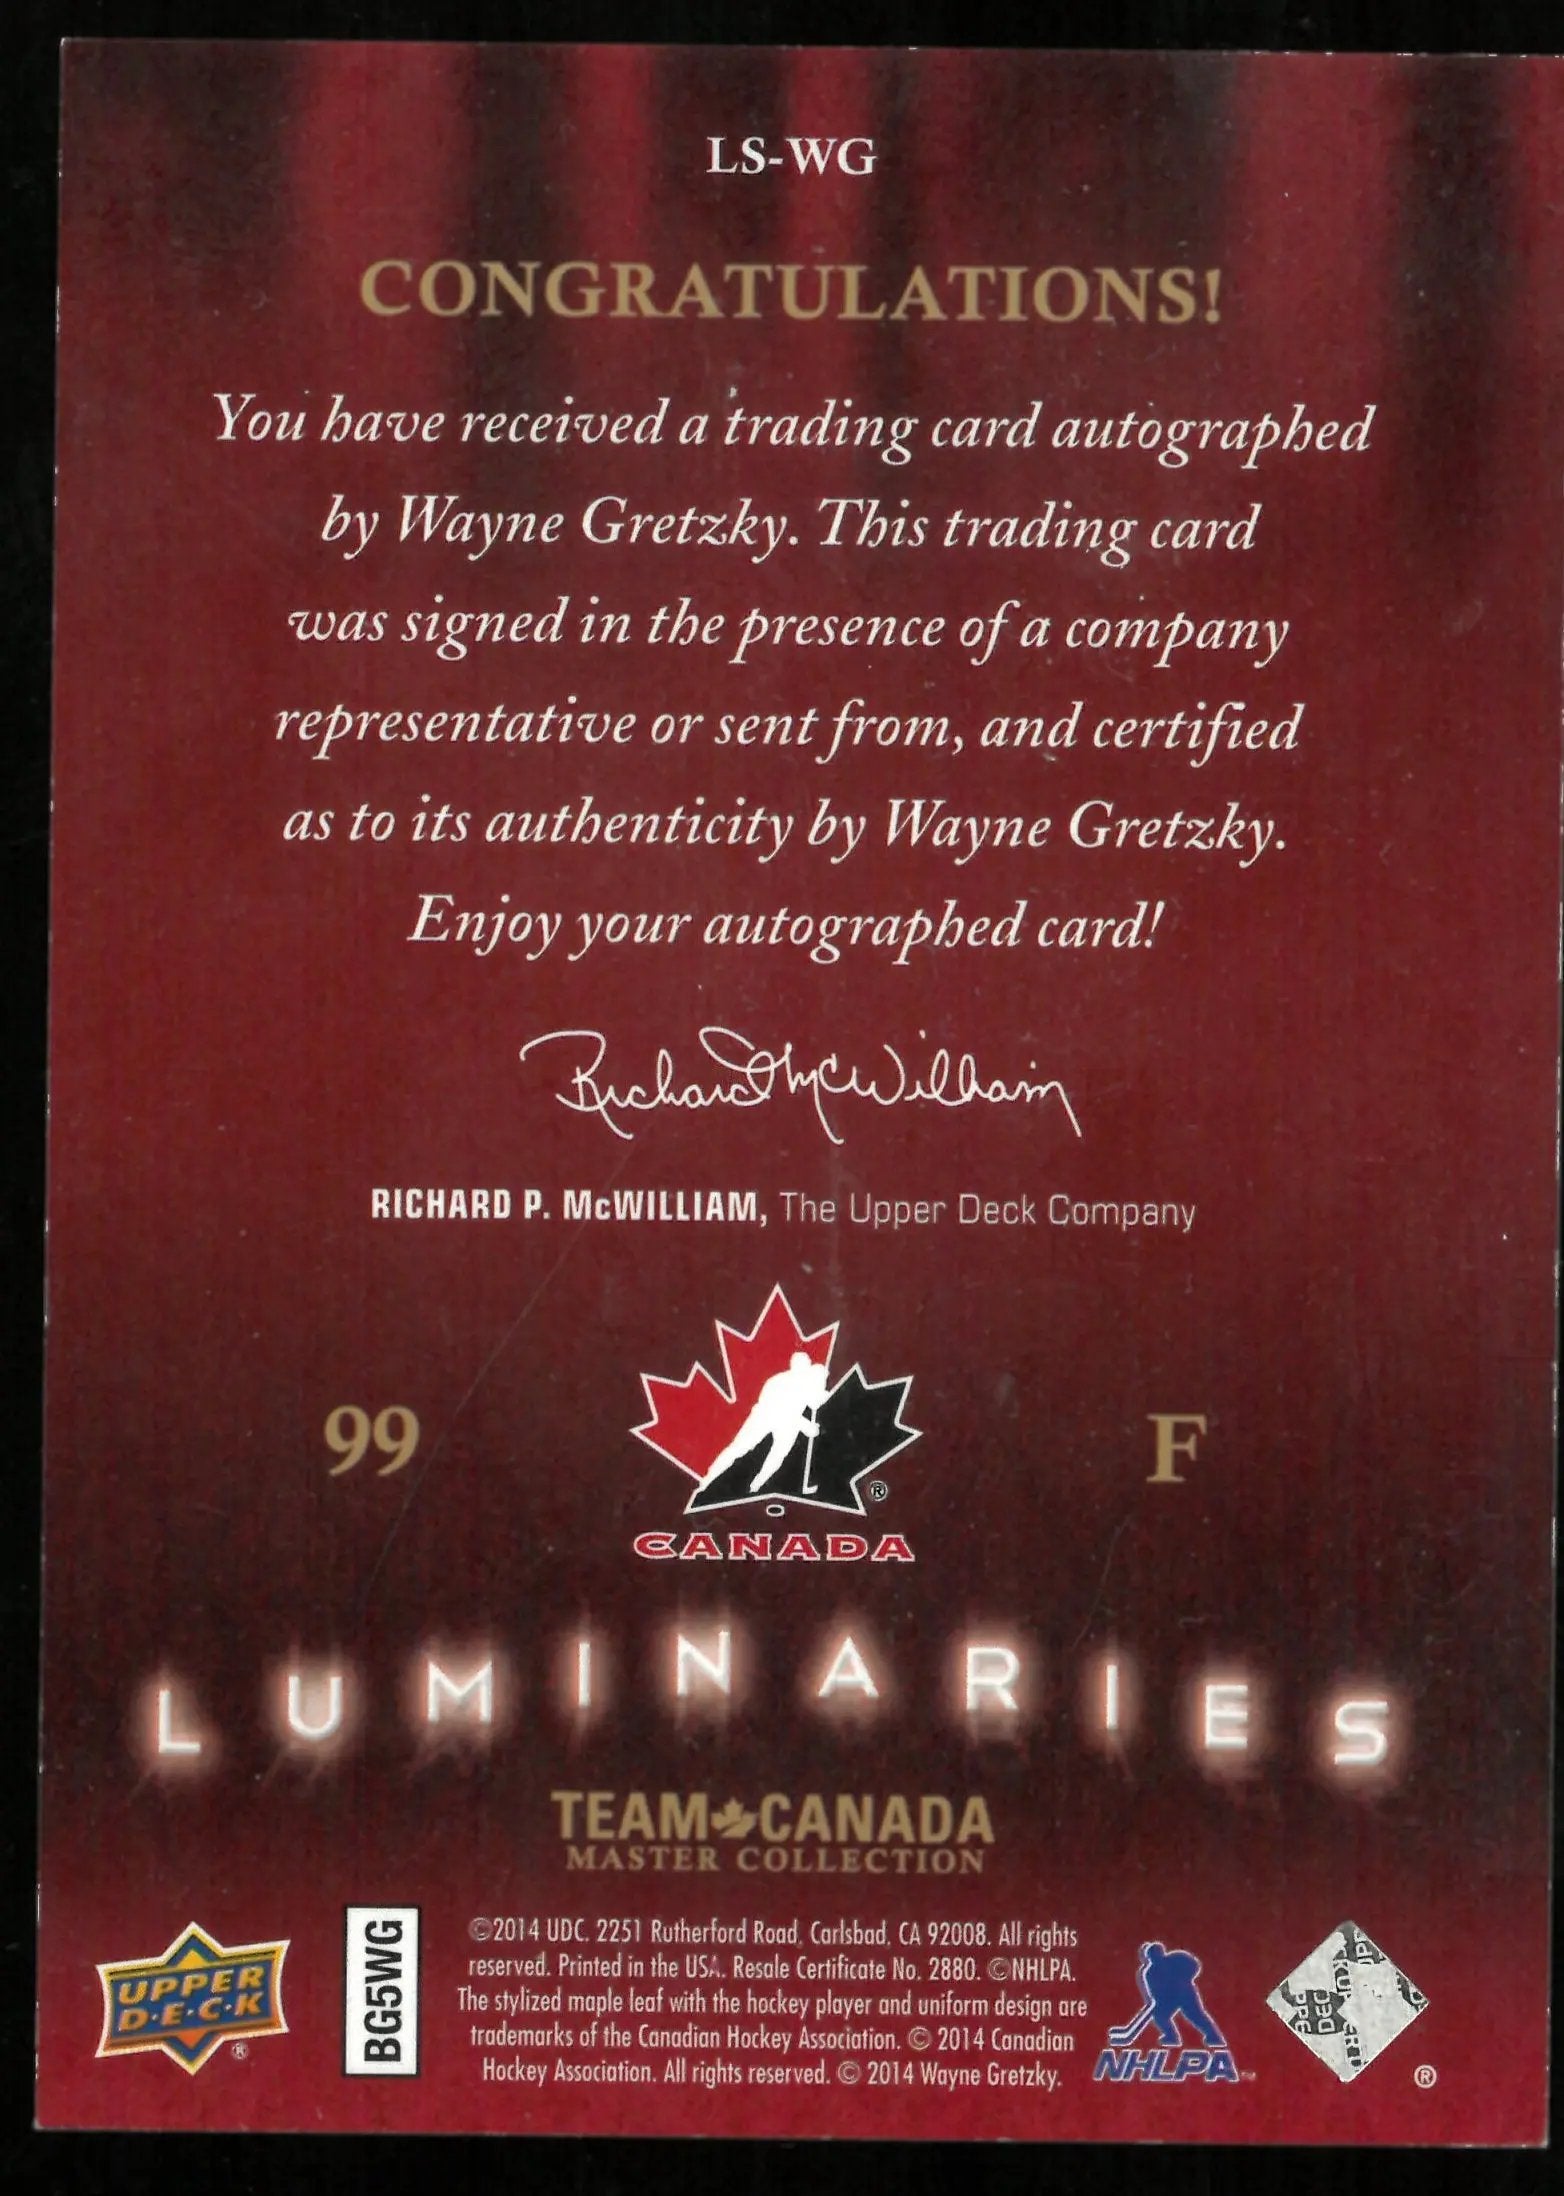 LS-WG
CONGRATULATIONS!
You have received a trading card autographed
by Wayne Gretzky. This trading card
was signed in the presence of a company
representative or sent from, and certified
as to its authenticity by Wayne Gretzky.
Enjoy your autographed card!
Richard McWilliam
RICHARD P. McWILLIAM, The Upper Deck Company
99
F
®
CANADA
LUMINARIES
TEAM CANADA
MASTER COLLECTION
UPPER
D·E·C·K
®
BG5WG
©2014 UDC. 2251 Rutherford Road, Carlsbad, CA 92008. All rights
reserved. Printed in the USA. Resale Certificate No. 2880. ©NHLPA.
The stylized maple leaf with the hockey player and uniform design are
trademarks of the Canadian Hockey Association. © 2014 Canadian
Hockey Association. All rights reserved. © 2014 Wayne Gretzky.
NHLPA
®